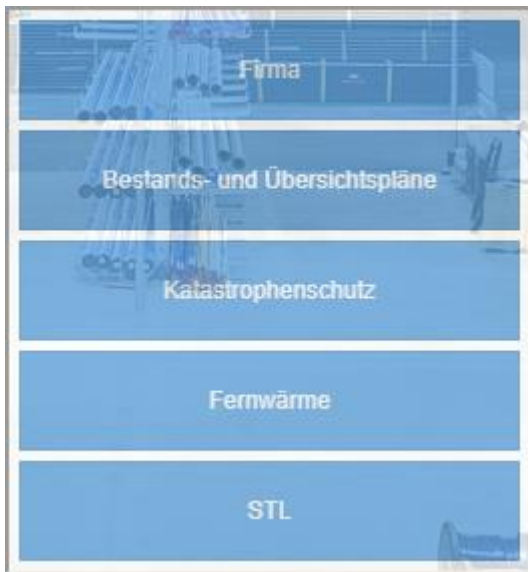 Firma
Bestands- und Übersichtspläne
Katastrophenschutz
Fernwärme
STL